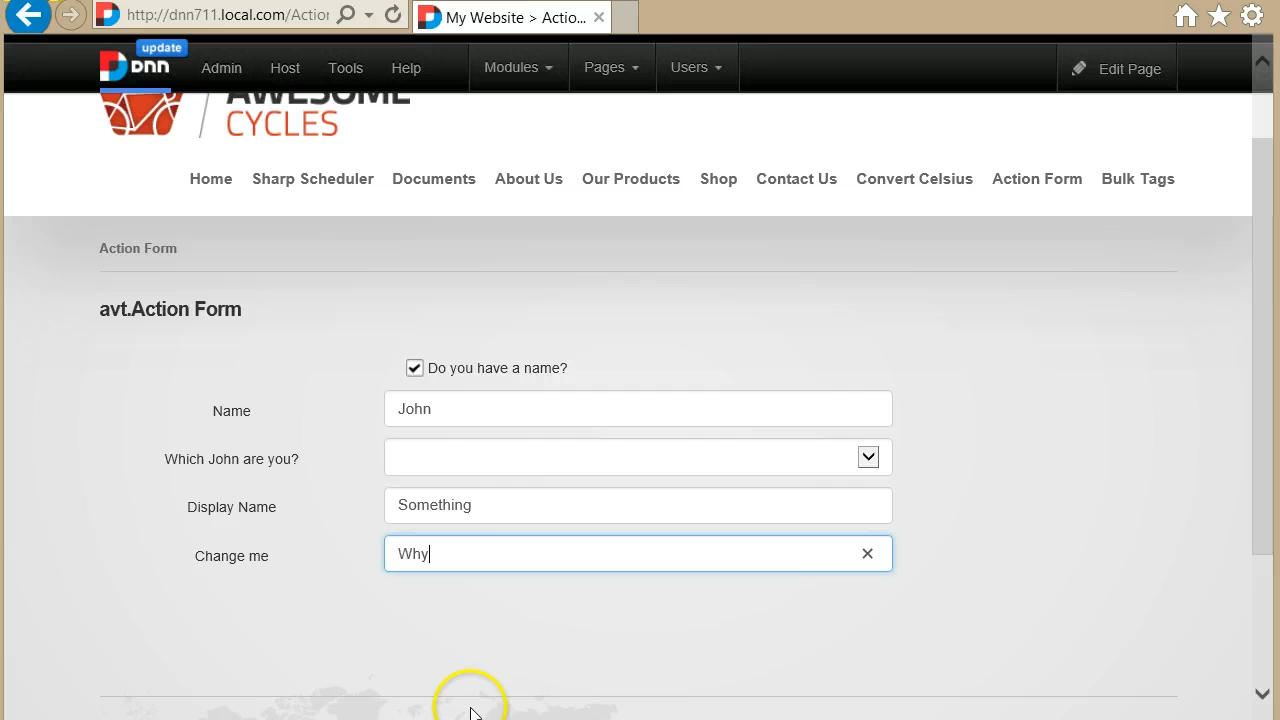 http://dnn711.local.com/Action
My Website > Actio...
update
DNN
Admin
Host
Tools
Help
Modules
Pages
Users
Edit Page
AWESOME
CYCLES
Home
Sharp Scheduler
Documents
About Us
Our Products
Shop
Contact Us
Convert Celsius
Action Form
Bulk Tags
Action Form
avt.Action Form
Do you have a name?
Name
John
Which John are you?
Display Name
Something
Change me
Why